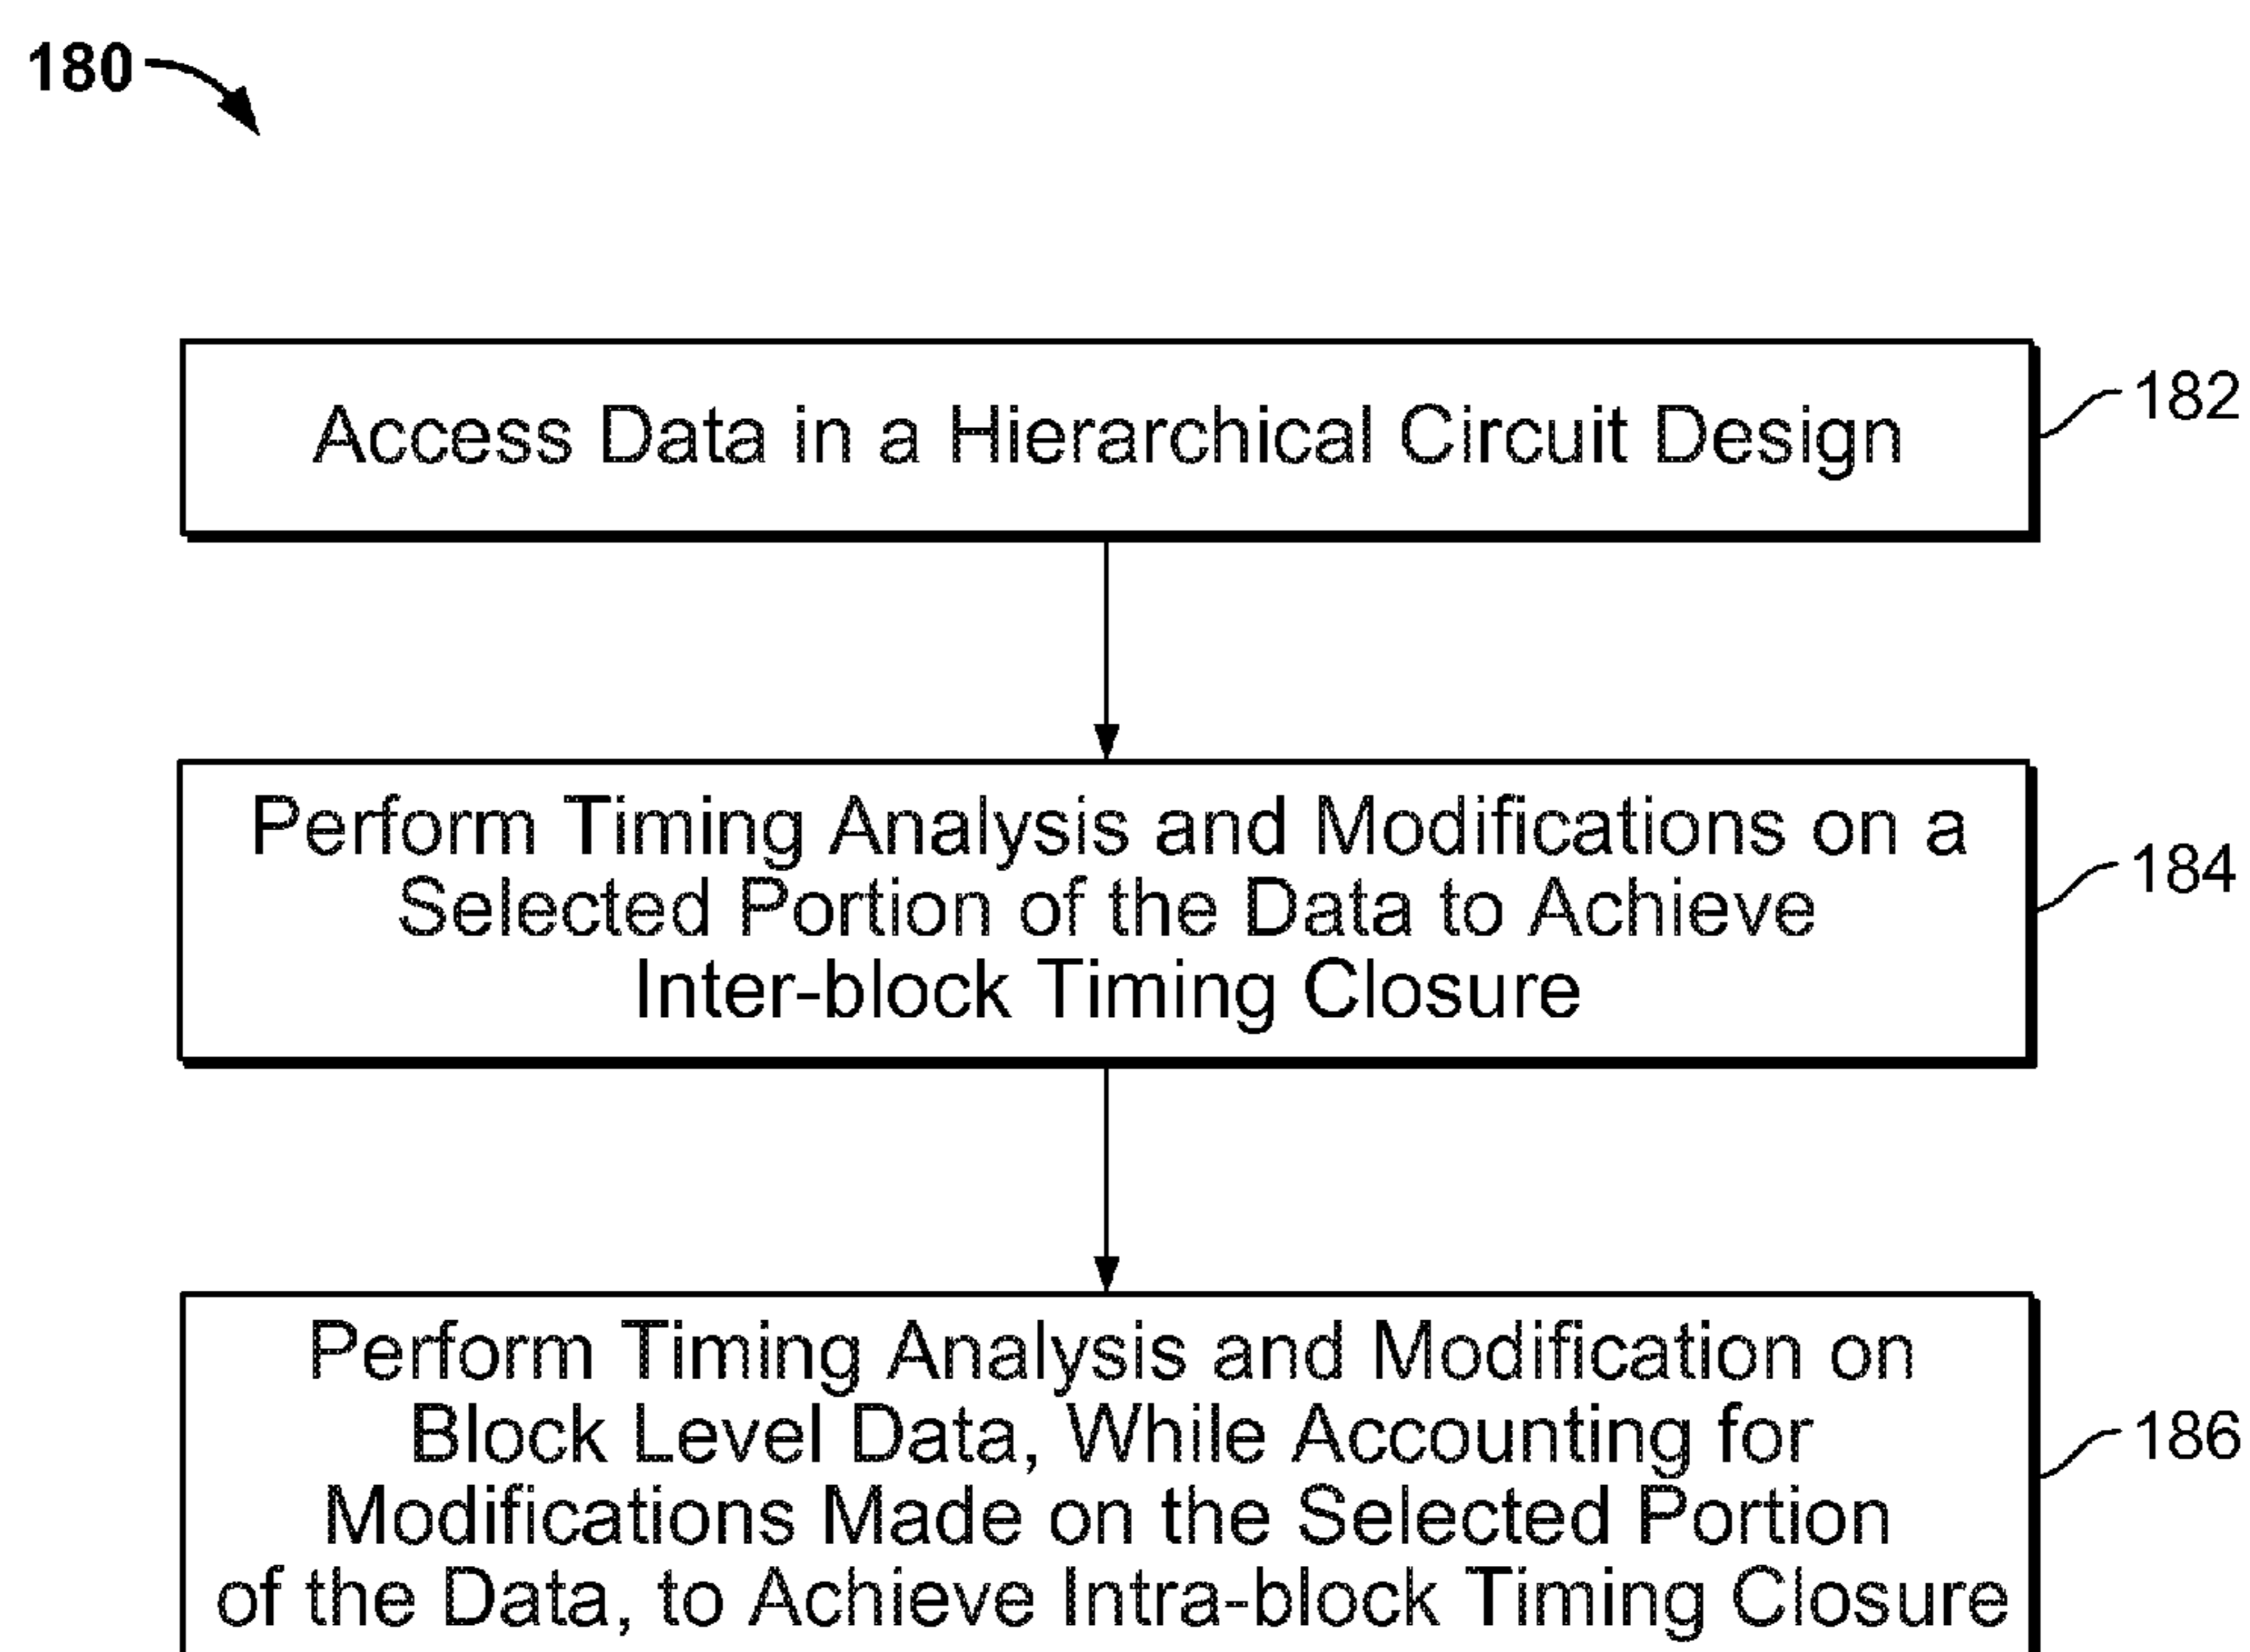 180
Access Data in a Hierarchical Circuit Design
182
Perform Timing Analysis and Modifications on a
Selected Portion of the Data to Achieve
Inter-block Timing Closure
184
Perform Timing Analysis and Modification on
Block Level Data, While Accounting for
Modifications Made on the Selected Portion
of the Data, to Achieve Intra-block Timing Closure
186